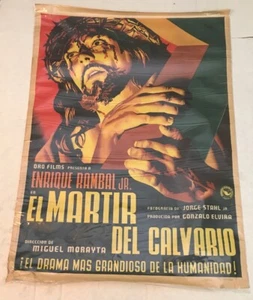 ORO FILMS PRESENTA A
ENRIQUE RAMBAL JR.
EN
EL MARTIR
DEL CALVARIO
FOTOGRAFIA DE JORGE STAHL JR.
PRODUCIDA POR GONZALO ELVIRA
DIRECCION DE
MIGUEL MORAYTA
¡EL DRAMA MAS GRANDIOSO DE LA HUMANIDAD!